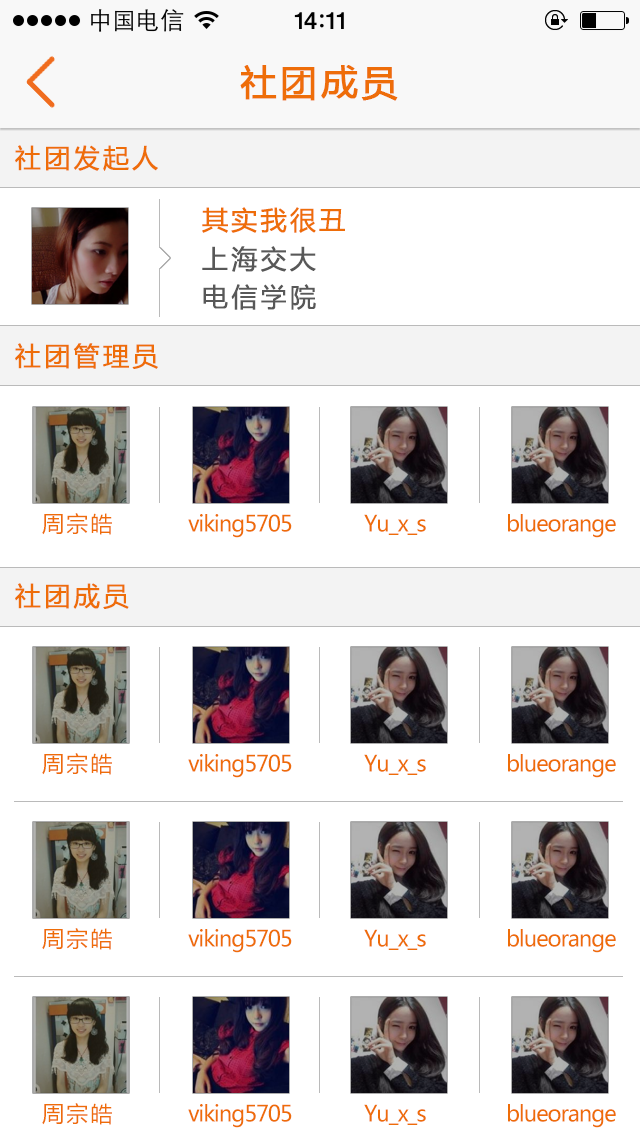 中国电信 14:11
社团成员
社团发起人
其实我很丑
上海交大
电信学院
社团管理员
周宗皓 viking5705 Yu_x_s blueorange
社团成员
周宗皓 viking5705 Yu_x_s blueorange
周宗皓 viking5705 Yu_x_s blueorange
周宗皓 viking5705 Yu_x_s blueorange